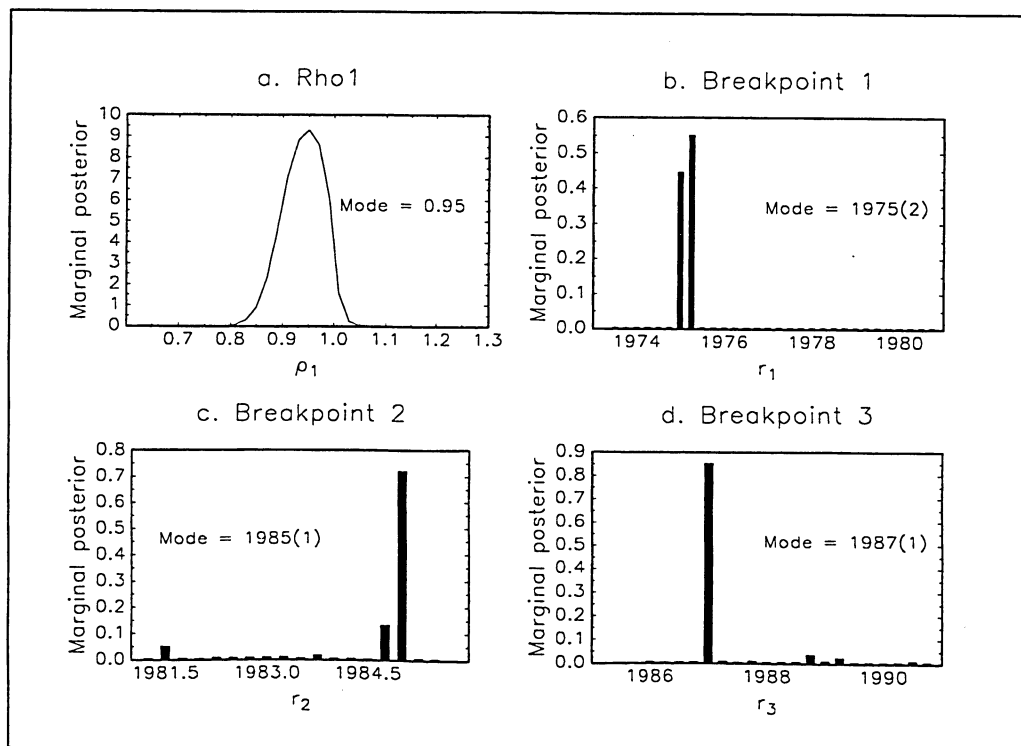 a. Rho1
Marginal posterior
10
9
8
7
6
5
4
3
2
1
0
Mode = 0.95
0.7 0.8 0.9 1.0 1.1 1.2 1.3
ρ1
b. Breakpoint 1
Marginal posterior
0.6
0.5
0.4
0.3
0.2
0.1
0.0
Mode = 1975(2)
1974 1976 1978 1980
r1
c. Breakpoint 2
Marginal posterior
0.8
0.7
0.6
0.5
0.4
0.3
0.2
0.1
0.0
Mode = 1985(1)
1981.5 1983.0 1984.5
r2
d. Breakpoint 3
Marginal posterior
0.9
0.8
0.7
0.6
0.5
0.4
0.3
0.2
0.1
0.0
Mode = 1987(1)
1986 1988 1990
r3